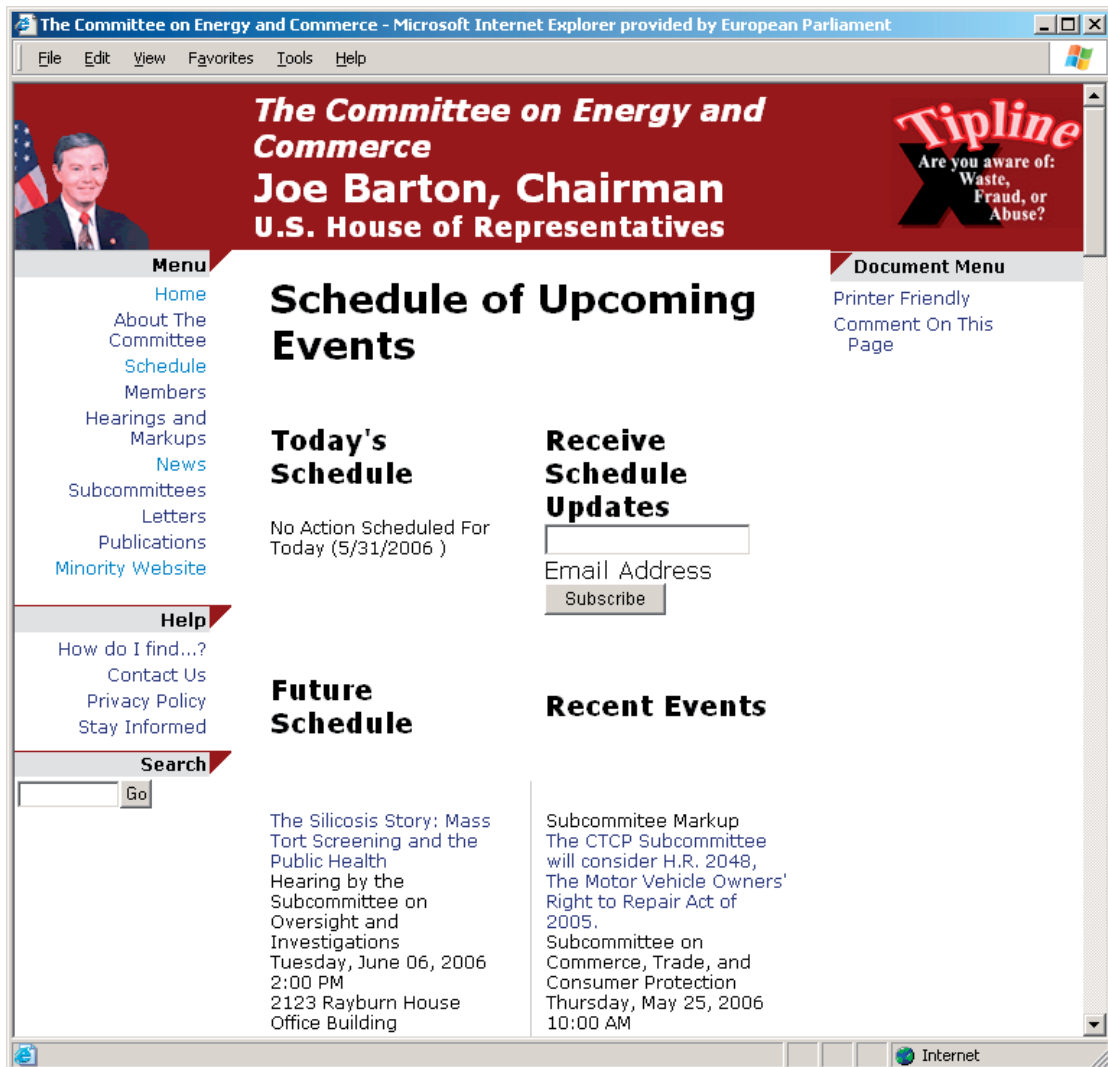 The Committee on Energy and Commerce - Microsoft Internet Explorer provided by European Parliament
File Edit View Favorites Tools Help
The Committee on Energy and
Commerce
Joe Barton, Chairman
U.S. House of Representatives
Tipline
X
Are you aware of:
Waste,
Fraud, or
Abuse?
Menu
Home
About The
Committee
Schedule
Members
Hearings and
Markups
News
Subcommittees
Letters
Publications
Minority Website
Help
How do I find...?
Contact Us
Privacy Policy
Stay Informed
Search
Go
Schedule of Upcoming
Events
Today's
Schedule
No Action Scheduled For
Today (5/31/2006 )
Receive
Schedule
Updates
Email Address
Subscribe
Future
Schedule
The Silicosis Story: Mass
Tort Screening and the
Public Health
Hearing by the
Subcommittee on
Oversight and
Investigations
Tuesday, June 06, 2006
2:00 PM
2123 Rayburn House
Office Building
Recent Events
Subcommitee Markup
The CTCP Subcommittee
will consider H.R. 2048,
The Motor Vehicle Owners'
Right to Repair Act of
2005.
Subcommittee on
Commerce, Trade, and
Consumer Protection
Thursday, May 25, 2006
10:00 AM
Document Menu
Printer Friendly
Comment On This
Page
Internet